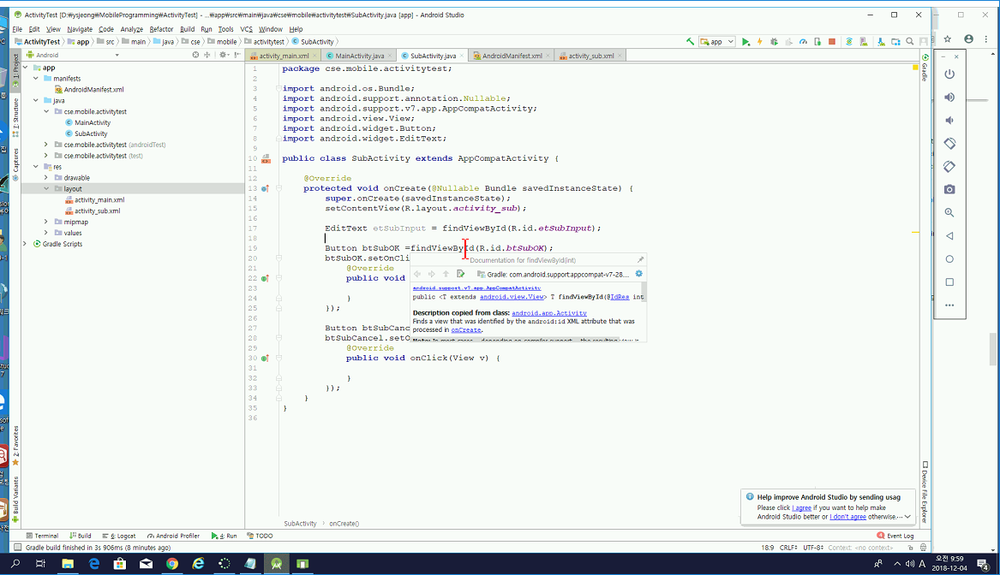 ActivityTest [D:\ysjeong\MobileProgramming\ActivityTest] - ...\app\src\main\java\cse\mobile\activitytest\SubActivity.java [app] - Android Studio
File Edit View Navigate Code Analyze Refactor Build Run Tools VCS Window Help
ActivityTest app src main java cse mobile activitytest SubActivity
app
Android
activity_main.xml MainActivity.java SubActivity.java AndroidManifest.xml activity_sub.xml
1: Project
Structure
Captures
2: Favorites
Build Variants
Gradle
Device File Explorer
app
manifests
AndroidManifest.xml
java
cse.mobile.activitytest
MainActivity
SubActivity
cse.mobile.activitytest (androidTest)
cse.mobile.activitytest (test)
res
drawable
layout
activity_main.xml
activity_sub.xml
mipmap
values
Gradle Scripts
1 package cse.mobile.activitytest;
2
3 import android.os.Bundle;
4 import android.support.annotation.Nullable;
5 import android.support.v7.app.AppCompatActivity;
6 import android.view.View;
7 import android.widget.Button;
8 import android.widget.EditText;
9
10 public class SubActivity extends AppCompatActivity {
11
12 @Override
13 protected void onCreate(@Nullable Bundle savedInstanceState) {
14 super.onCreate(savedInstanceState);
15 setContentView(R.layout.activity_sub);
16
17 EditText etSubInput = findViewById(R.id.etSubInput);
18
19 Button btSubOK =findViewById(R.id.btSubOK);
20 btSubOK.setOnCli
21 @Override
22 public void
23
24 }
25 });
26
27 Button btSubCanc
28 btSubCancel.setO
29 @Override
30 public void onClick(View v) {
31
32 }
33 });
34 }
35 }
36
Documentation for findViewById(int)
Gradle: com.android.support:appcompat-v7-28....
android.support.v7.app.AppCompatActivity
public <T extends android.view.View> T findViewById(@IdRes int
Description copied from class: android.app.Activity
Finds a view that was identified by the android:id XML attribute that was
processed in onCreate.
Note: In most cases -- depending on compiler support -- the resulting view is
Help improve Android Studio by sending usag
Please click I agree if you want to help make
Android Studio better or I don't agree otherwise....
SubActivity onCreate()
Terminal Build 6: Logcat Android Profiler 4: Run TODO
4 Event Log
Gradle build finished in 3s 906ms (8 minutes ago)
18:9 CRLF÷ UTF-8÷ Context: <no context>
A
오전 9:59
2018-12-04
4